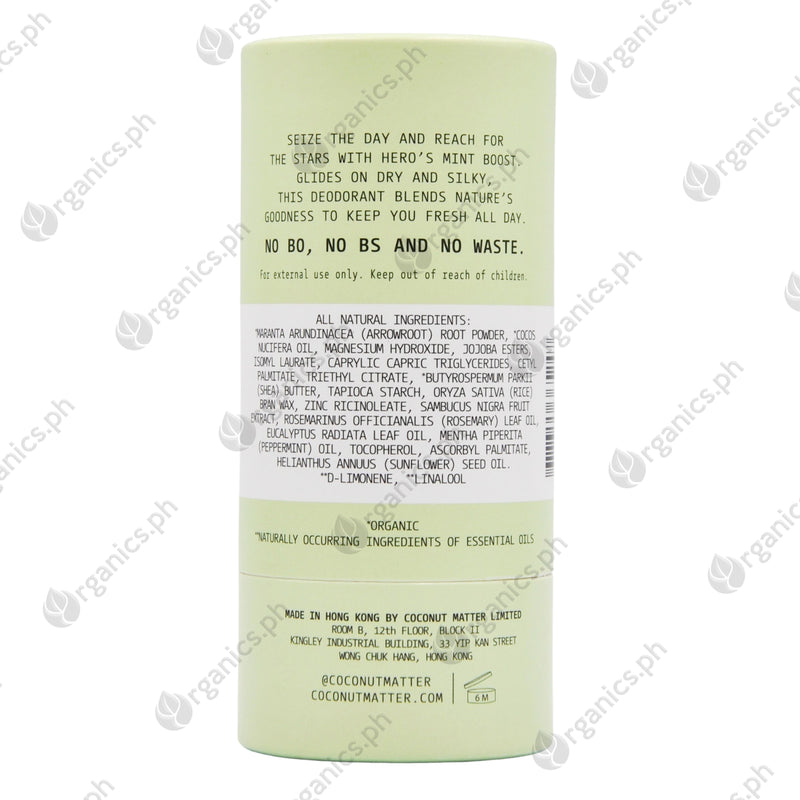 SEIZE THE DAY AND REACH FOR
THE STARS WITH HERO'S MINT BOOST.
GLIDES ON DRY AND SILKY,
THIS DEODORANT BLENDS NATURE'S
GOODNESS TO KEEP YOU FRESH ALL DAY.
NO BO, NO BS AND NO WASTE.
For external use only. Keep out of reach of children.
ALL NATURAL INGREDIENTS:
*MARANTA ARUNDINACEA (ARROWROOT) ROOT POWDER, *COCOS
NUCIFERA OIL, MAGNESIUM HYDROXIDE, JOJOBA ESTERS,
ISOMYL LAURATE, CAPRYLIC CAPRIC TRIGLYCERIDES, CETYL
PALMITATE, TRIETHYL CITRATE, *BUTYROSPERMUM PARKII
(SHEA) BUTTER, TAPIOCA STARCH, ORYZA SATIVA (RICE)
BRAN WAX, ZINC RICINOLEATE, SAMBUCUS NIGRA FRUIT
EXTRACT, ROSEMARINUS OFFICIANALIS (ROSEMARY) LEAF OIL,
EUCALYPTUS RADIATA LEAF OIL, MENTHA PIPERITA
(PEPPERMINT) OIL, TOCOPHEROL, ASCORBYL PALMITATE,
HELIANTHUS ANNUUS (SUNFLOWER) SEED OIL.
**D-LIMONENE, **LINALOOL
*ORGANIC
**NATURALLY OCCURRING INGREDIENTS OF ESSENTIAL OILS
MADE IN HONG KONG BY COCONUT MATTER LIMITED
ROOM B, 12th FLOOR, BLOCK II
KINGLEY INDUSTRIAL BUILDING, 33 YIP KAN STREET
WONG CHUK HANG, HONG KONG
@COCONUTMATTER
COCONUTMATTER.COM
6M
Organics.ph